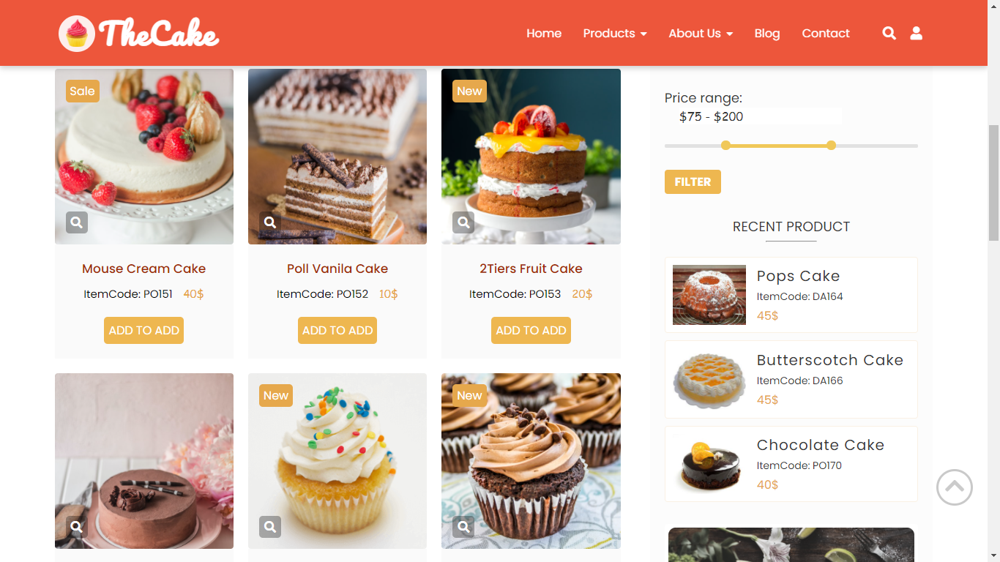 TheCake
Home Products About Us Blog Contact
Sale
New
Mouse Cream Cake
ItemCode: PO151 40$
ADD TO ADD
Poll Vanila Cake
ItemCode: PO152 10$
ADD TO ADD
2Tiers Fruit Cake
ItemCode: PO153 20$
ADD TO ADD
New
New
Price range:
$75 - $200
FILTER
RECENT PRODUCT
Pops Cake
ItemCode: DA164
45$
Butterscotch Cake
ItemCode: DA166
45$
Chocolate Cake
ItemCode: PO170
40$